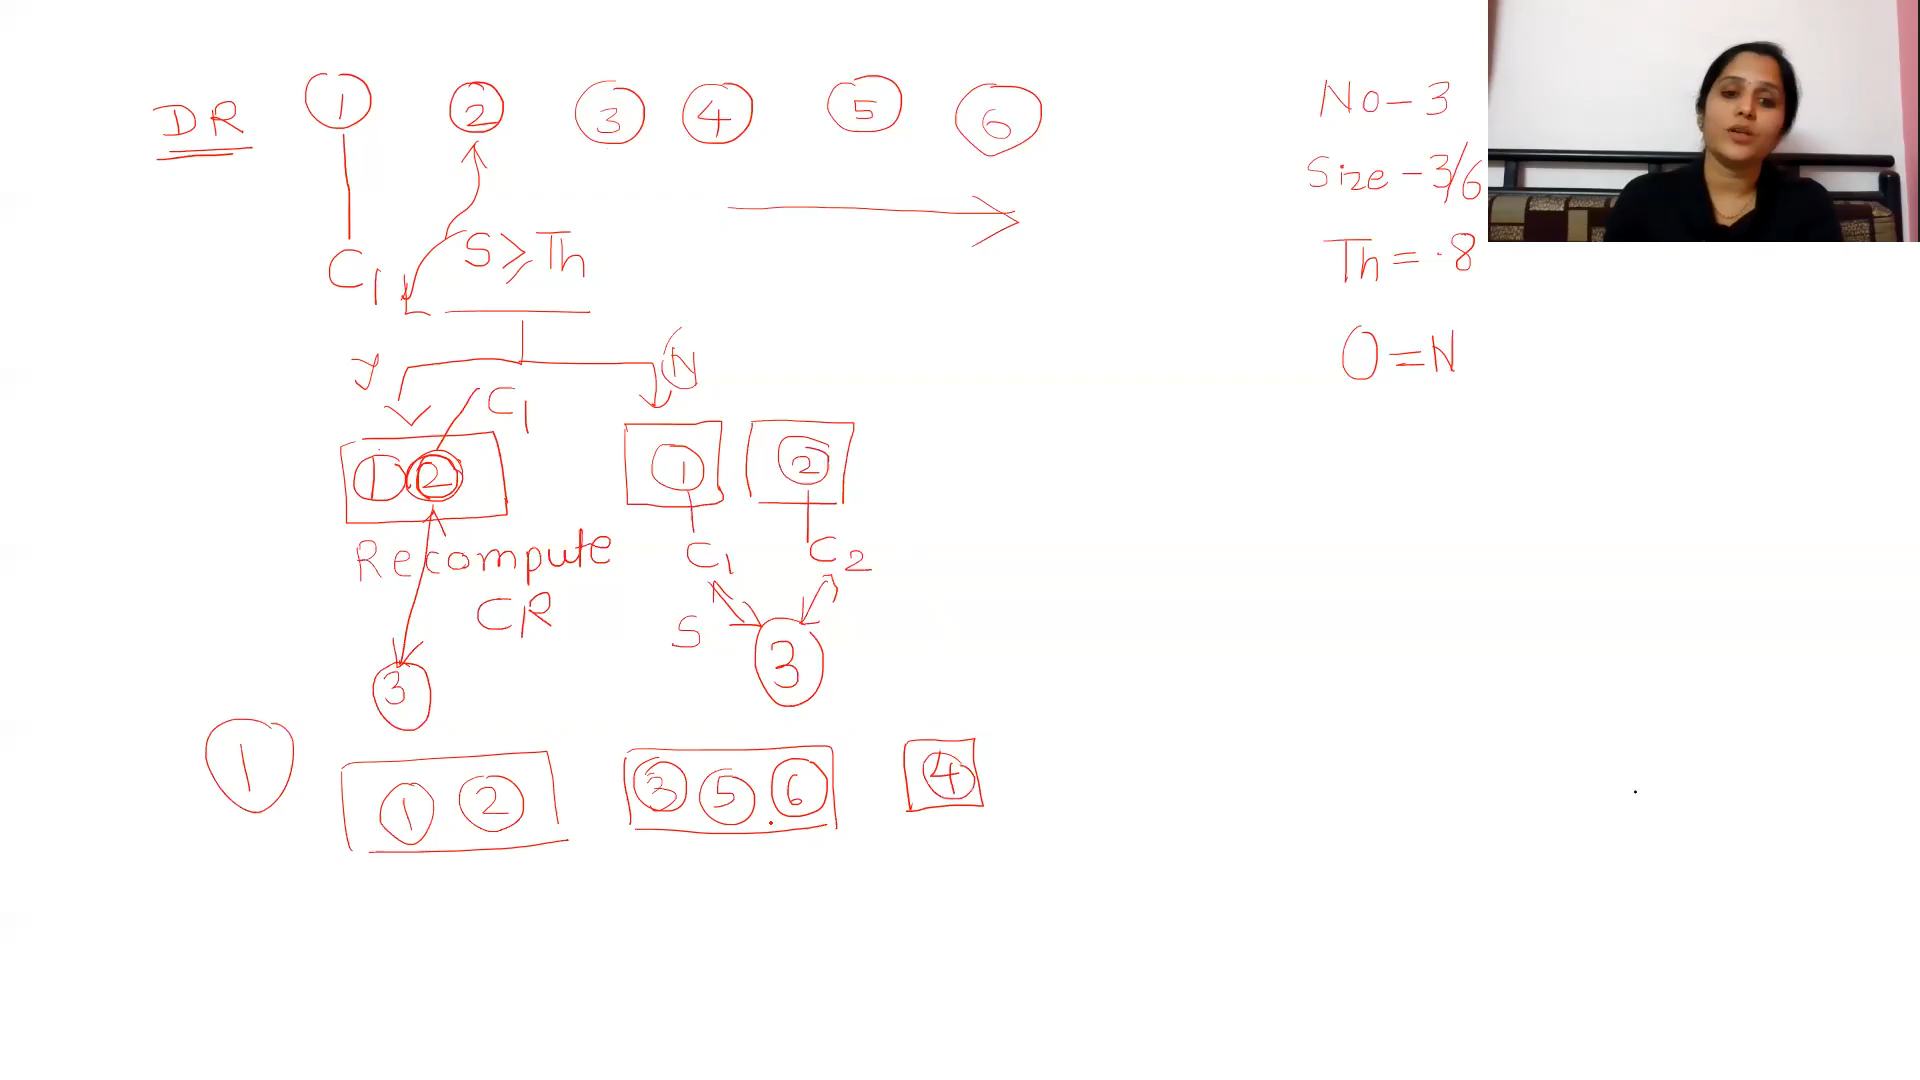 DR 1 2 3 4 5 6
C1 S ≥ Th
Y N
C1
1 2 1 2
Recompute C1 C2
CR S
3 3
1 1 2 3 5 6 4
No-3
Size-3/6
Th=.8
O=N